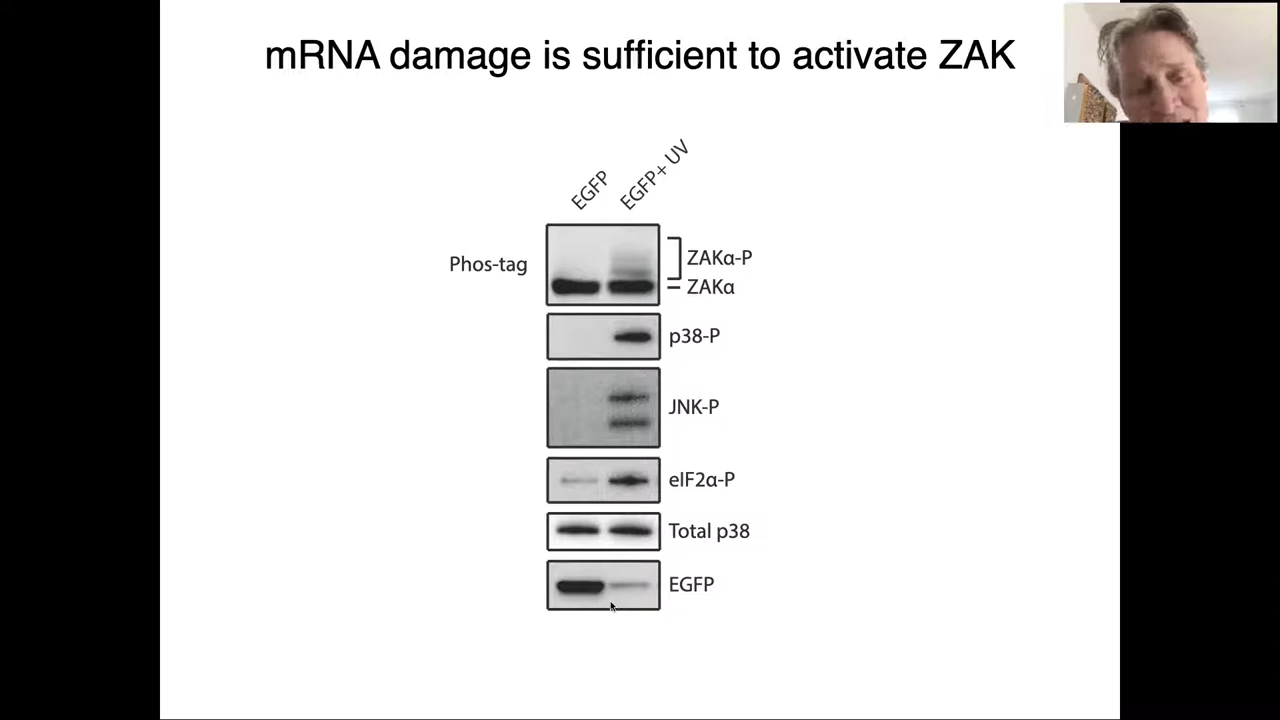 mRNA damage is sufficient to activate ZAK
EGFP
EGFP+ UV
Phos-tag
ZAKα-P
ZAKα
p38-P
JNK-P
eIF2α-P
Total p38
EGFP